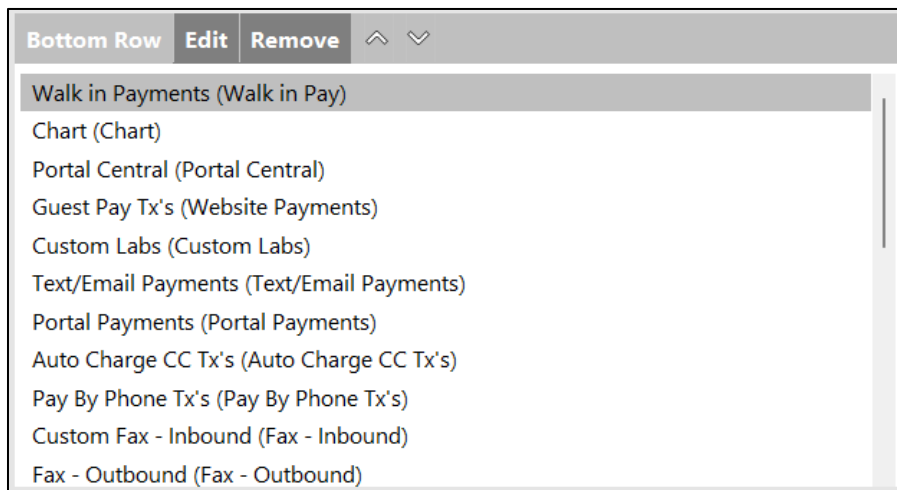 Bottom Row Edit Remove
Walk in Payments (Walk in Pay)
Chart (Chart)
Portal Central (Portal Central)
Guest Pay Tx's (Website Payments)
Custom Labs (Custom Labs)
Text/Email Payments (Text/Email Payments)
Portal Payments (Portal Payments)
Auto Charge CC Tx's (Auto Charge CC Tx's)
Pay By Phone Tx's (Pay By Phone Tx's)
Custom Fax - Inbound (Fax - Inbound)
Fax - Outbound (Fax - Outbound)